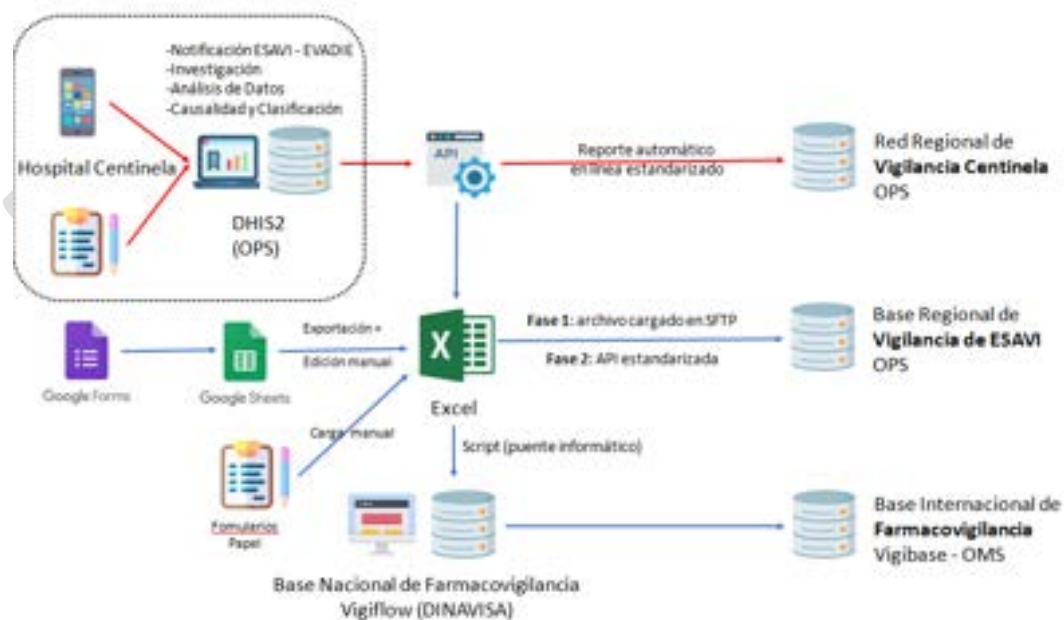 -Notificación ESAVI - EVADIE
-Investigación
-Análisis de Datos
-Causalidad y Clasificación
Hospital Centinela
DHIS2
(OPS)
API
Reporte automático
en línea estandarizado
Red Regional de
Vigilancia Centinela
OPS
Google Forms
Google Sheets
Exportación +
Edición manual
X
Excel
Fase 1: archivo cargado en SFTP
Fase 2: API estandarizada
Base Regional de
Vigilancia de ESAVI
OPS
Carga manual
Fomularios
Papel
Script (puente informático)
Base Nacional de Farmacovigilancia
Vigiflow (DINAVISA)
Base Internacional de
Farmacovigilancia
Vigibase - OMS